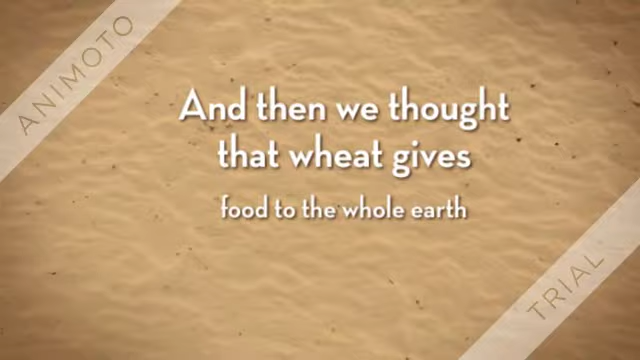 ANIMOTO
And then we thought
that wheat gives
food to the whole earth
TRIAL